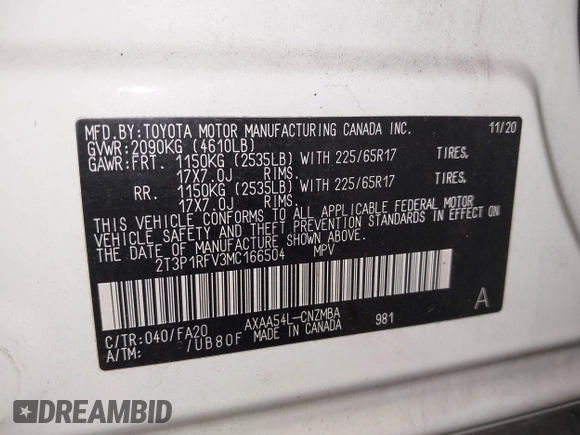 MFD.BY:TOYOTA MOTOR MANUFACTURING CANADA INC. 11/20
GVWR:2090KG (4610LB)
GAWR:FRT. 1150KG (2535LB) WITH 225/65R17 TIRES,
17X7.0J RIMS.
RR. 1150KG (2535LB) WITH 225/65R17 TIRES,
17X7.0J RIMS.
THIS VEHICLE CONFORMS TO ALL APPLICABLE FEDERAL MOTOR
VEHICLE SAFETY AND THEFT PREVENTION STANDARDS IN EFFECT ON
THE DATE OF MANUFACTURE SHOWN ABOVE.
2T3P1RFV3MC166504 MPV
A
C/TR:040/FA20 AXAA54L-CNZMBA 981
A/TM: /UB80F MADE IN CANADA
DREAMBID